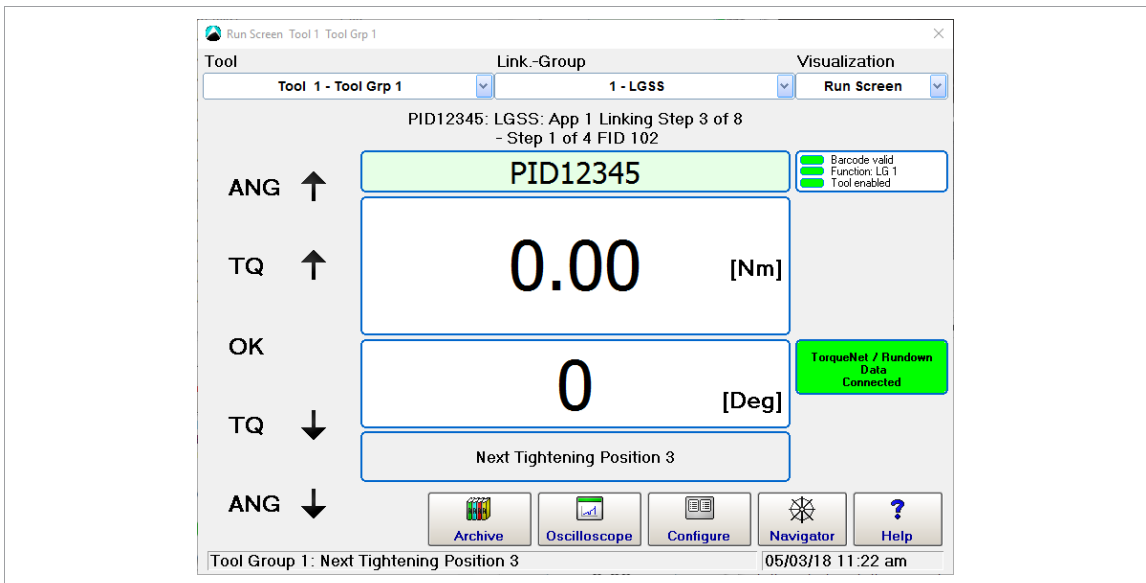 Run Screen Tool 1 Tool Grp 1
Tool Link.-Group Visualization
Tool 1 - Tool Grp 1 1 - LGSS Run Screen
PID12345: LGSS: App 1 Linking Step 3 of 8
- Step 1 of 4 FID 102
PID12345
Barcode valid
Function: LG 1
Tool enabled
ANG
TQ
0.00 [Nm]
OK
TorqueNet / Rundown
Data
Connected
0 [Deg]
TQ
Next Tightening Position 3
ANG
Archive Oscilloscope Configure Navigator Help
Tool Group 1: Next Tightening Position 3 05/03/18 11:22 am